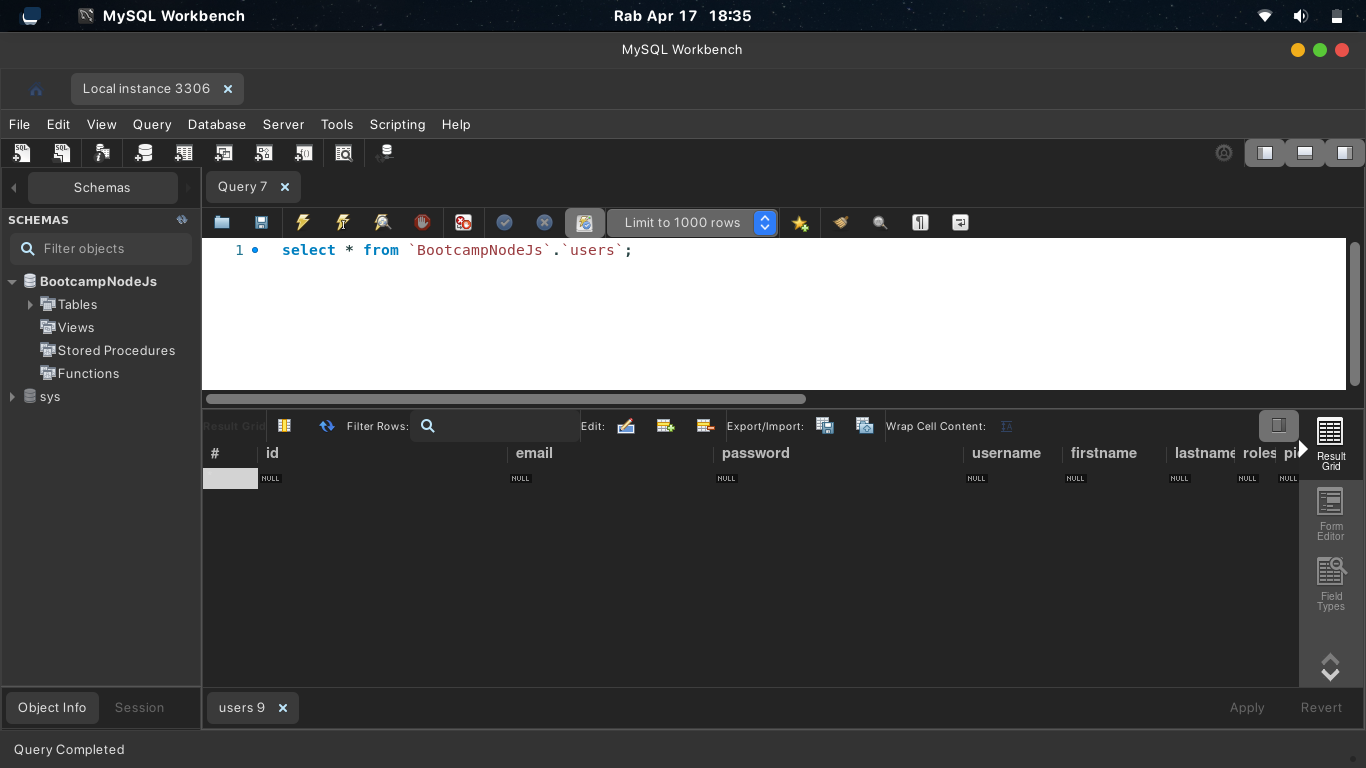 MySQL Workbench
Rab Apr 17 18:35
MySQL Workbench
Local instance 3306
File Edit View Query Database Server Tools Scripting Help
Schemas
Query 7
SCHEMAS
Filter objects
Limit to 1000 rows
1 select * from `BootcampNodeJs`.`users`;
BootcampNodeJs
Tables
Views
Stored Procedures
Functions
sys
Result Grid
Filter Rows:
Edit:
Export/Import:
Wrap Cell Content:
# id email password username firstname lastname roles pi
NULL NULL NULL NULL NULL NULL NULL NULL
Result
Grid
Form
Editor
Field
Types
Object Info Session
users 9
Apply Revert
Query Completed